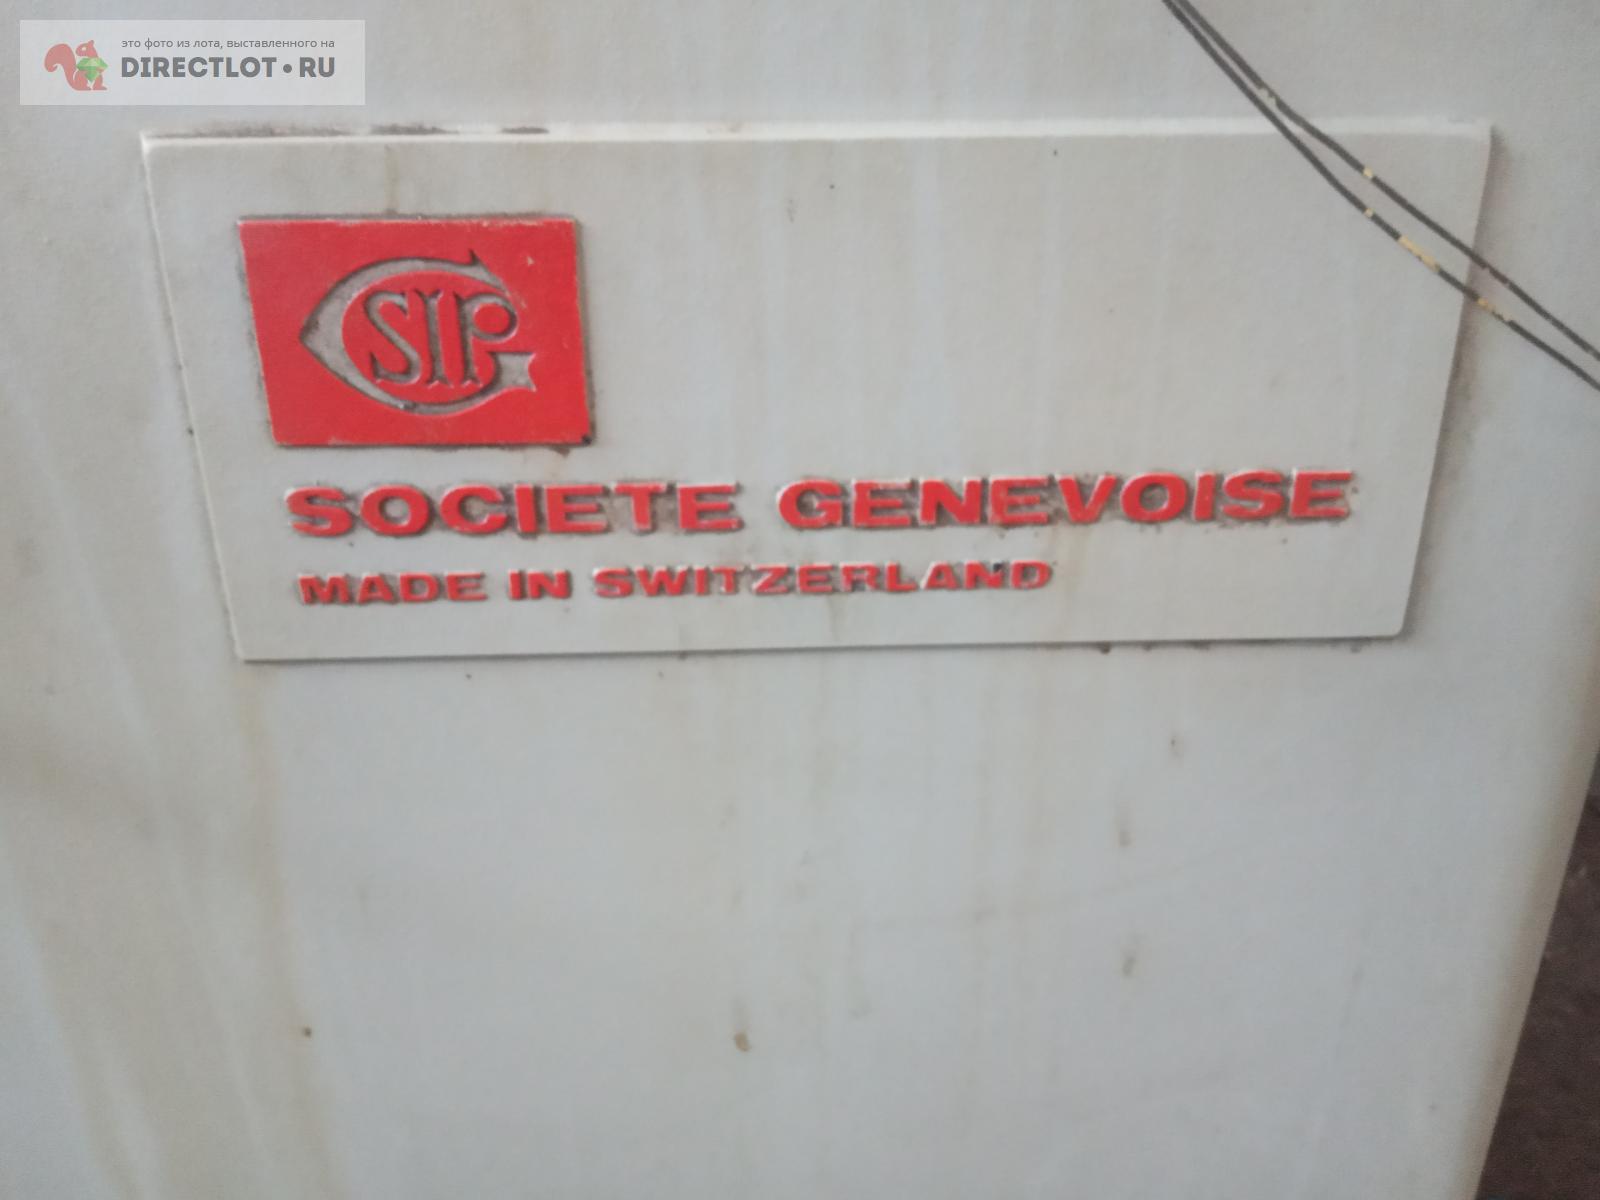 это фото из лота, выставленного на
DIRECTLOT•RU
SIP
SOCIETE GENEVOISE
MADE IN SWITZERLAND